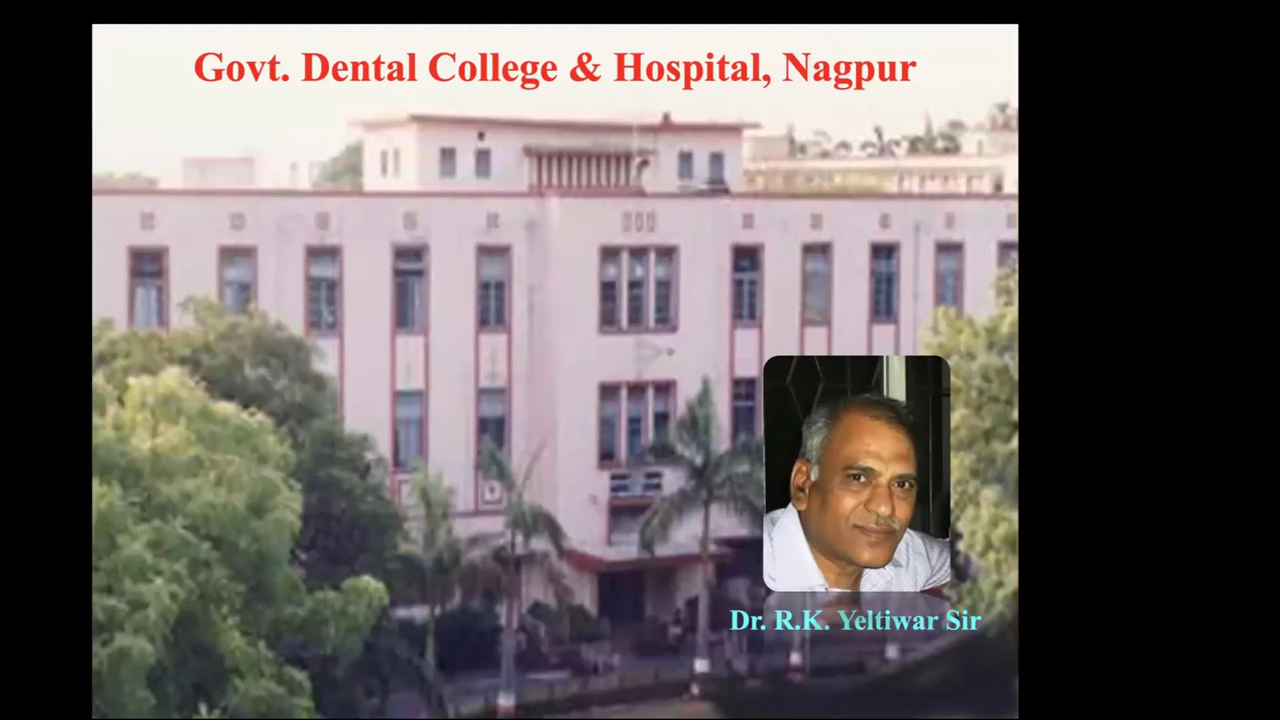 Govt. Dental College & Hospital, Nagpur
Dr. R.K. Yeltiwar Sir